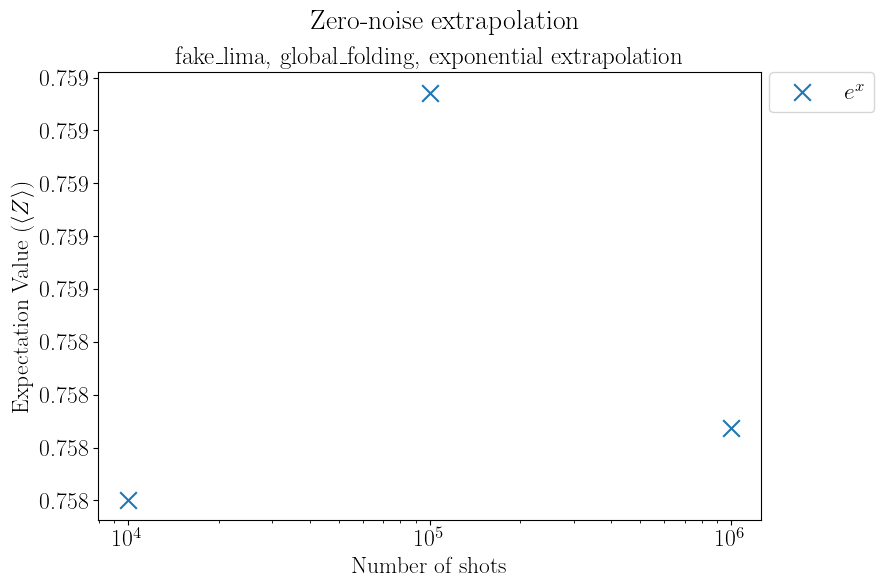 Zero-noise extrapolation
fake_lima, global_folding, exponential extrapolation
0.759
0.759
0.759
0.759
0.759
0.758
0.758
0.758
0.758
Expectation Value (⟨Z⟩)
10⁴
10⁵
10⁶
Number of shots
eˣ